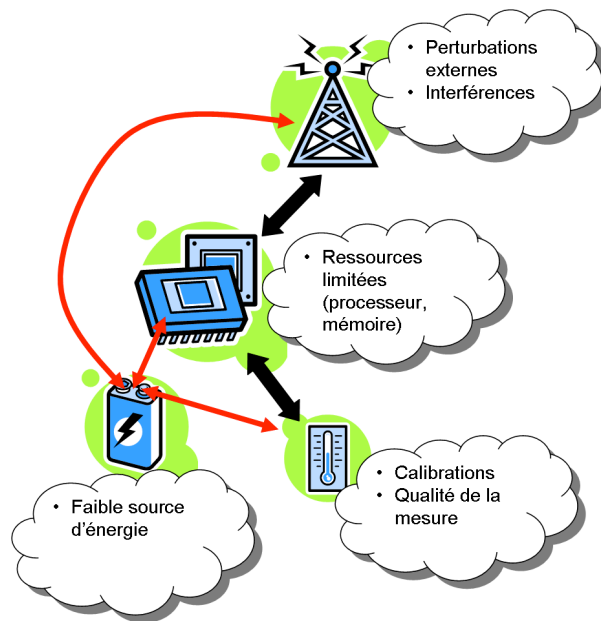 • Perturbations
externes
• Interférences
• Ressources
limitées
(processeur,
mémoire)
• Calibrations
• Qualité de la
mesure
• Faible source
d'énergie